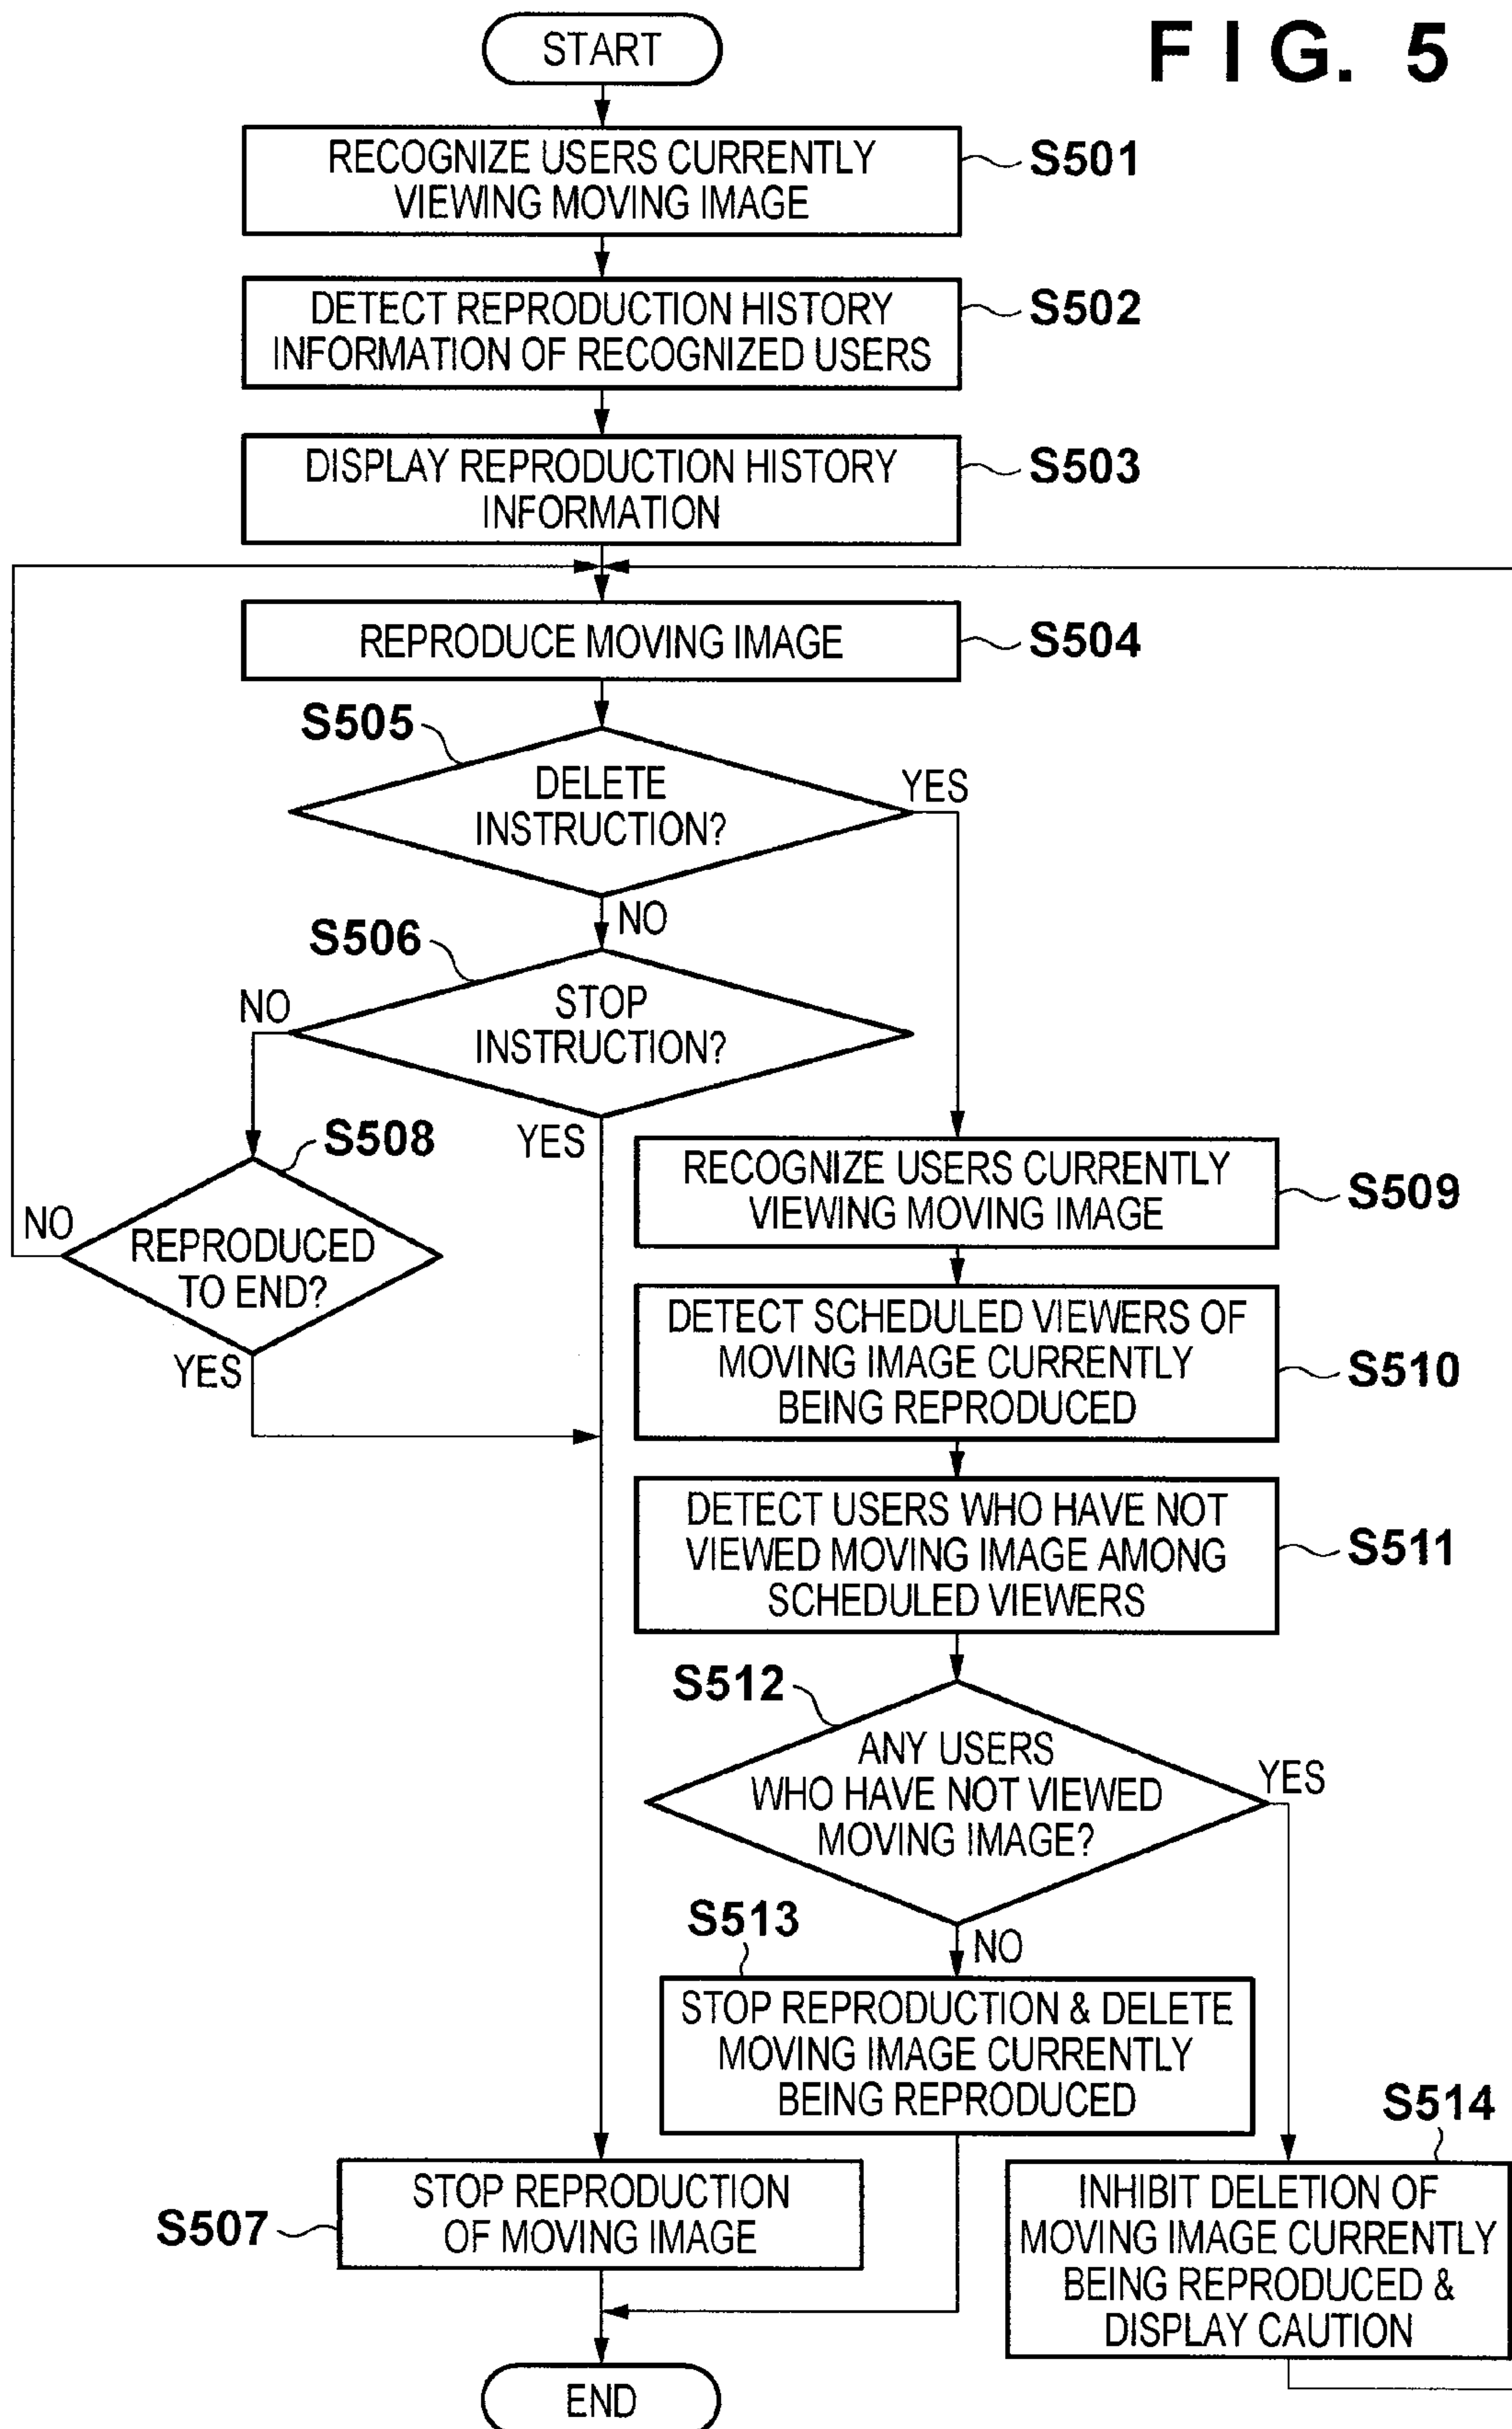 FIG. 5
START
RECOGNIZE USERS CURRENTLY
VIEWING MOVING IMAGE
S501
DETECT REPRODUCTION HISTORY
INFORMATION OF RECOGNIZED USERS
S502
DISPLAY REPRODUCTION HISTORY
INFORMATION
S503
REPRODUCE MOVING IMAGE
S504
S505
DELETE
INSTRUCTION?
YES
NO
S506
STOP
INSTRUCTION?
NO
YES
S508
REPRODUCED
TO END?
NO
YES
RECOGNIZE USERS CURRENTLY
VIEWING MOVING IMAGE
S509
DETECT SCHEDULED VIEWERS OF
MOVING IMAGE CURRENTLY
BEING REPRODUCED
S510
DETECT USERS WHO HAVE NOT
VIEWED MOVING IMAGE AMONG
SCHEDULED VIEWERS
S511
S512
ANY USERS
WHO HAVE NOT VIEWED
MOVING IMAGE?
YES
NO
S513
STOP REPRODUCTION & DELETE
MOVING IMAGE CURRENTLY
BEING REPRODUCED
S514
INHIBIT DELETION OF
MOVING IMAGE CURRENTLY
BEING REPRODUCED &
DISPLAY CAUTION
S507
STOP REPRODUCTION
OF MOVING IMAGE
END